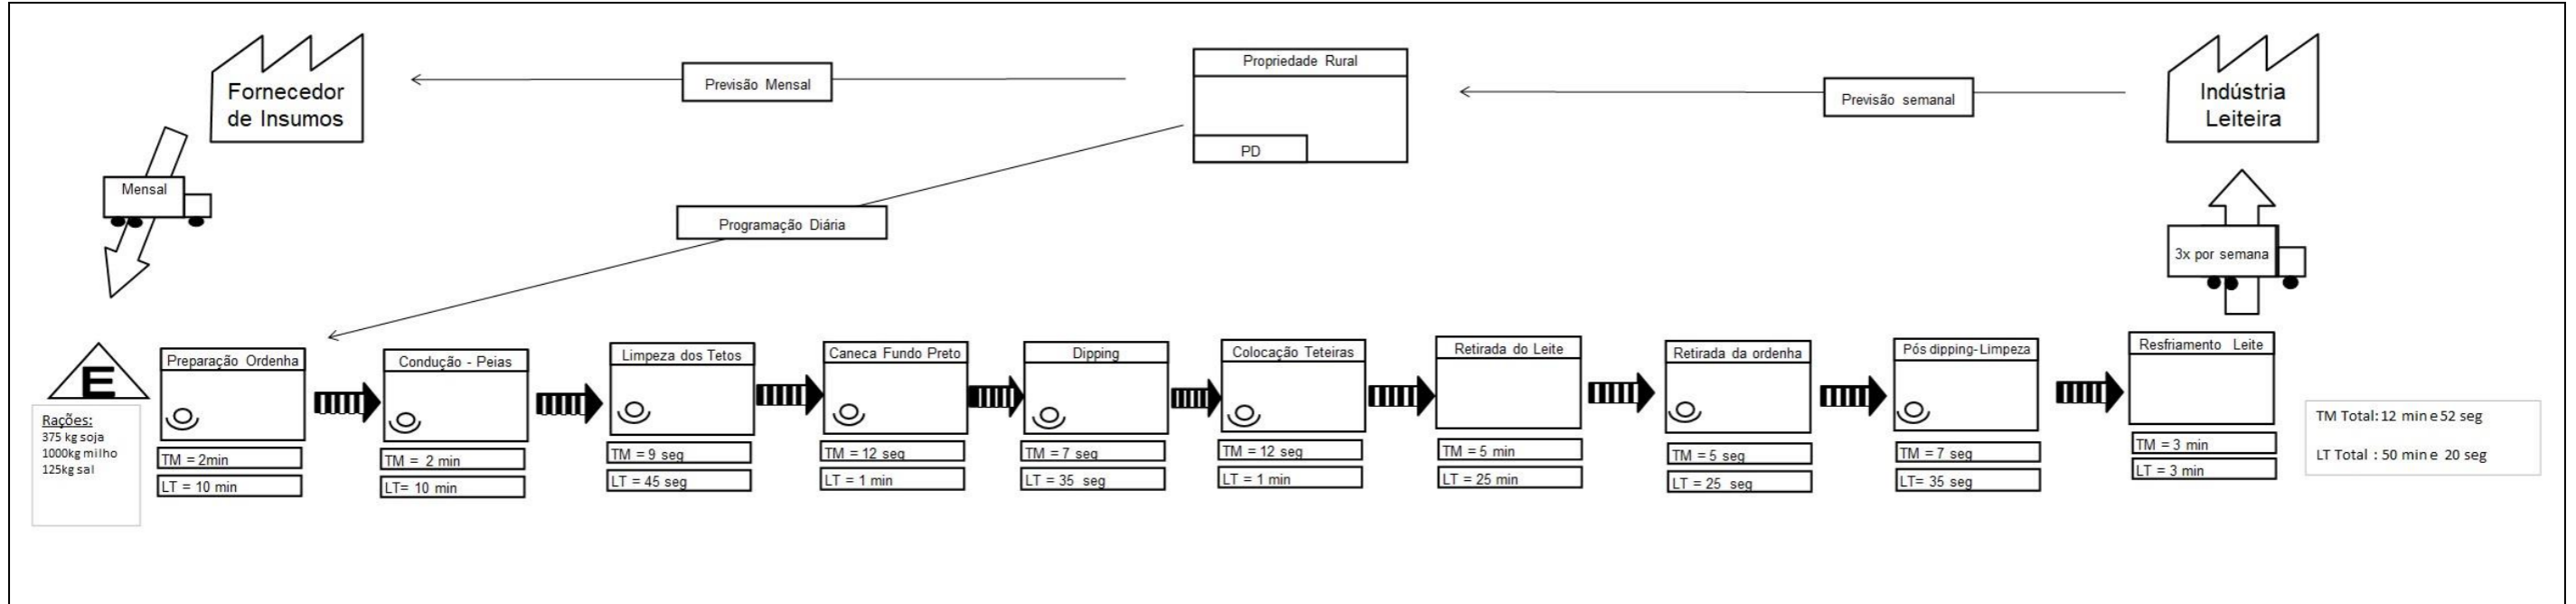 Fornecedor
de Insumos
Previsão Mensal
Propriedade Rural
PD
Previsão semanal
Indústria
Leiteira
Mensal
Programação Diária
3x por semana
E
Rações:
375 kg soja
1000kg milho
125kg sal
Preparação Ordenha
TM = 2min
LT = 10 min
Condução - Peias
TM = 2 min
LT= 10 min
Limpeza dos Tetos
TM = 9 seg
LT = 45 seg
Caneca Fundo Preto
TM = 12 seg
LT = 1 min
Dipping
TM = 7 seg
LT = 35 seg
Colocação Teteiras
TM = 12 seg
LT = 1 min
Retirada do Leite
TM = 5 min
LT = 25 min
Retirada da ordenha
TM = 5 seg
LT = 25 seg
Pós dipping-Limpeza
TM = 7 seg
LT= 35 seg
Resfriamento Leite
TM = 3 min
LT = 3 min
TM Total: 12 min e 52 seg
LT Total : 50 min e 20 seg